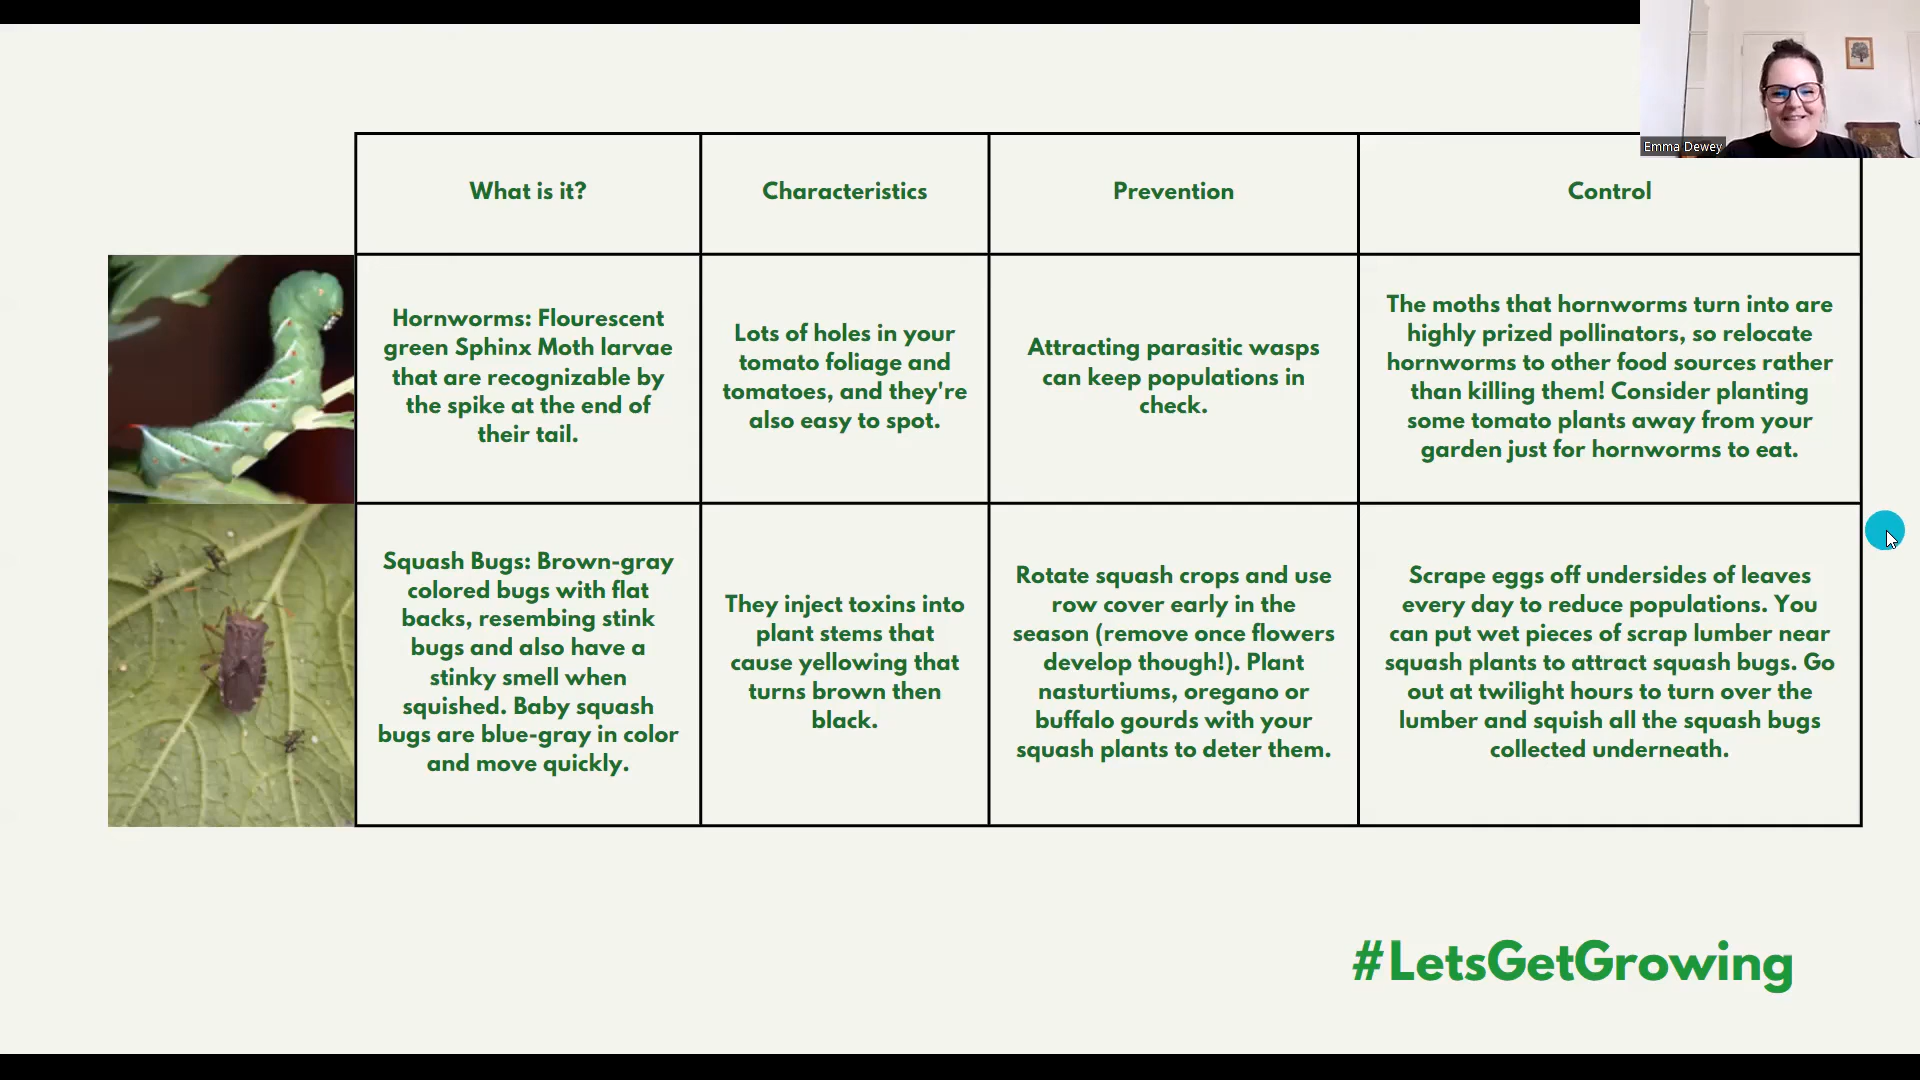 Emma Dewey
What is it?
Characteristics
Prevention
Control
Hornworms: Flourescent
green Sphinx Moth larvae
that are recognizable by
the spike at the end of
their tail.
Lots of holes in your
tomato foliage and
tomatoes, and they're
also easy to spot.
Attracting parasitic wasps
can keep populations in
check.
The moths that hornworms turn into are
highly prized pollinators, so relocate
hornworms to other food sources rather
than killing them! Consider planting
some tomato plants away from your
garden just for hornworms to eat.
Squash Bugs: Brown-gray
colored bugs with flat
backs, resembing stink
bugs and also have a
stinky smell when
squished. Baby squash
bugs are blue-gray in color
and move quickly.
They inject toxins into
plant stems that
cause yellowing that
turns brown then
black.
Rotate squash crops and use
row cover early in the
season (remove once flowers
develop though!). Plant
nasturtiums, oregano or
buffalo gourds with your
squash plants to deter them.
Scrape eggs off undersides of leaves
every day to reduce populations. You
can put wet pieces of scrap lumber near
squash plants to attract squash bugs. Go
out at twilight hours to turn over the
lumber and squish all the squash bugs
collected underneath.
#LetsGetGrowing